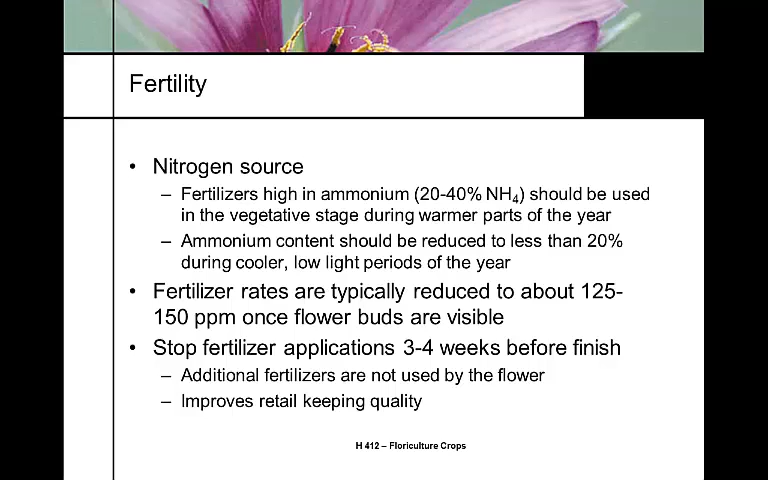 Fertility
• Nitrogen source
– Fertilizers high in ammonium (20-40% NH₄) should be used
in the vegetative stage during warmer parts of the year
– Ammonium content should be reduced to less than 20%
during cooler, low light periods of the year
• Fertilizer rates are typically reduced to about 125-
150 ppm once flower buds are visible
• Stop fertilizer applications 3-4 weeks before finish
– Additional fertilizers are not used by the flower
– Improves retail keeping quality
H 412 – Floriculture Crops